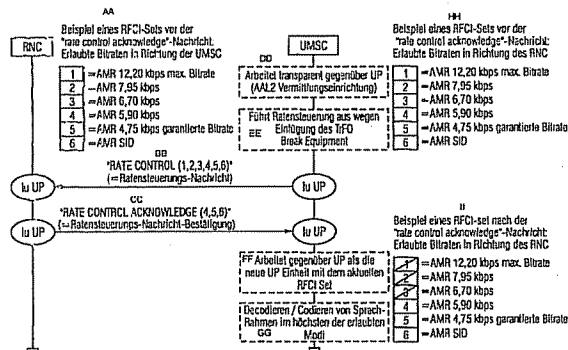 AA
Beispiel eines RFCI-Sets vor der
"rate control acknowledge"-Nachricht:
Erlaubte Bitraten in Richtung der UMSC
RNC
1 =AMR 12,20 kbps max. Bitrate
2 =AMR 7,95 kbps
3 =AMR 6,70 kbps
4 =AMR 5,90 kbps
5 =AMR 4,75 kbps garantierte Bitrate
6 =AMR SID
UMSC
DD
Arbeitet transparent gegenüber UP
(AAL2 Vermittlungseinrichtung)
Führt Ratensteuerung aus wegen
EE Einfügung des TrFO
Break Equipment
HH
Beispiel eines RFCI-Sets vor der
"rate control acknowledge"-Nachricht:
Erlaubte Bitraten in Richtung des RNC
1 =AMR 12,20 kbps max. Bitrate
2 =AMR 7,95 kbps
3 =AMR 6,70 kbps
4 =AMR 5,90 kbps
5 =AMR 4,75 kbps garantierte Bitrate
6 =AMR SID
BB
"RATE CONTROL (1,2,3,4,5,6)"
(=Ratensteuerungs-Nachricht)
Iu UP
Iu UP
CC
"RATE CONTROL ACKNOWLEDGE (4,5,6)"
(=Ratensteuerungs-Nachricht-Bestätigung)
Iu UP
Iu UP
FF Arbeitet gegenüber UP als die
neue UP Einheit mit dem aktuellen
RFCI Set
Decodieren / Codieren von Sprach-
Rahmen im höchsten der erlaubten
GG Modi
II
Beispiel eines RFCI-set nach der
"rate control acknowledge"-Nachricht:
Erlaubte Bitraten in Richtung des RNC
1 =AMR 12,20 kbps max. Bitrate
2 =AMR 7,95 kbps
3 =AMR 6,70 kbps
4 =AMR 5,90 kbps
5 =AMR 4,75 kbps garantierte Bitrate
6 =AMR SID